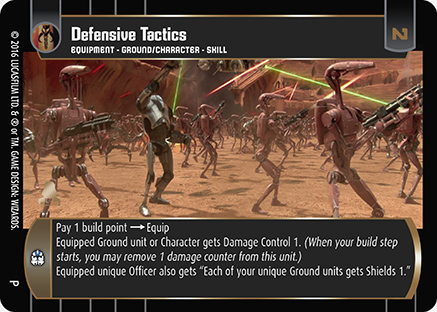 Defensive Tactics
EQUIPMENT - GROUND/CHARACTER - SKILL
N
© 2016 LUCASFILM LTD. & ® or TM. GAME DESIGN: WIZARDS.
Pay 1 build point → Equip
Equipped Ground unit or Character gets Damage Control 1. (When your build step
starts, you may remove 1 damage counter from this unit.)
Equipped unique Officer also gets “Each of your unique Ground units gets Shields 1.”
P